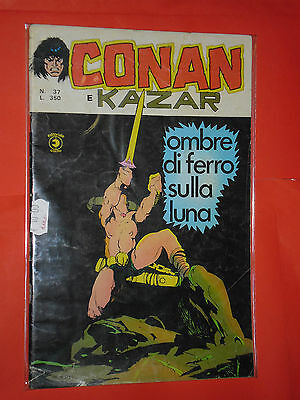 CONAN
E KAZAR
N. 37
L. 350
ombre
di ferro
sulla
luna